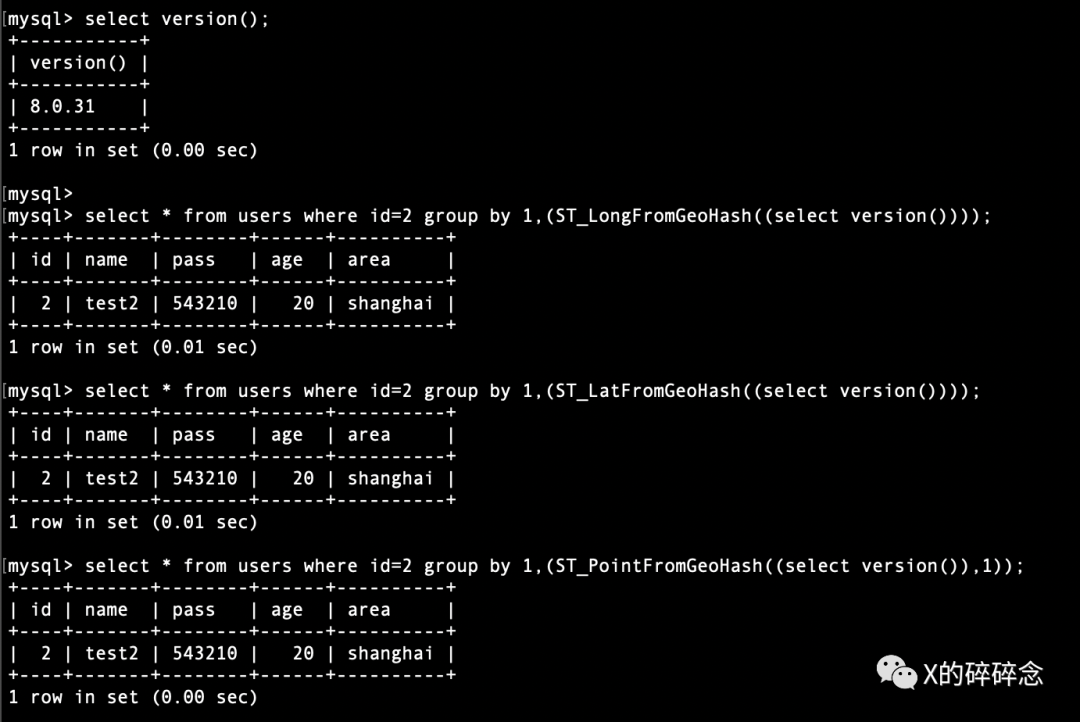 [mysql> select version();
+-----------+
| version() |
+-----------+
| 8.0.31    |
+-----------+
1 row in set (0.00 sec)
[mysql>
[mysql> select * from users where id=2 group by 1,(ST_LongFromGeoHash((select version())));
+----+-------+--------+------+----------+
| id | name  | pass   | age  | area     |
+----+-------+--------+------+----------+
|  2 | test2 | 543210 |   20 | shanghai |
+----+-------+--------+------+----------+
1 row in set (0.01 sec)
[mysql> select * from users where id=2 group by 1,(ST_LatFromGeoHash((select version())));
+----+-------+--------+------+----------+
| id | name  | pass   | age  | area     |
+----+-------+--------+------+----------+
|  2 | test2 | 543210 |   20 | shanghai |
+----+-------+--------+------+----------+
1 row in set (0.01 sec)
[mysql> select * from users where id=2 group by 1,(ST_PointFromGeoHash((select version()),1));
+----+-------+--------+------+----------+
| id | name  | pass   | age  | area     |
+----+-------+--------+------+----------+
|  2 | test2 | 543210 |   20 | shanghai |
+----+-------+--------+------+----------+
1 row in set (0.00 sec)
X的碎碎念